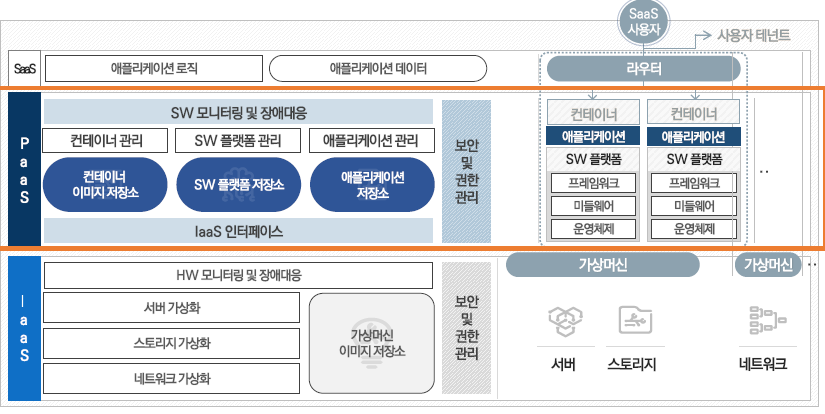 SaaS
사용자
사용자 테넌트
SaaS
애플리케이션 로직
애플리케이션 데이터
라우터
PaaS
SW 모니터링 및 장애대응
컨테이너 관리
SW 플랫폼 관리
애플리케이션 관리
컨테이너
이미지 저장소
SW 플랫폼 저장소
애플리케이션
저장소
IaaS 인터페이스
보안
및
권한
관리
컨테이너
애플리케이션
SW 플랫폼
프레임워크
미들웨어
운영체제
컨테이너
애플리케이션
SW 플랫폼
프레임워크
미들웨어
운영체제
..
IaaS
HW 모니터링 및 장애대응
서버 가상화
스토리지 가상화
네트워크 가상화
가상머신
이미지 저장소
보안
및
권한
관리
가상머신
가상머신
..
서버
스토리지
네트워크